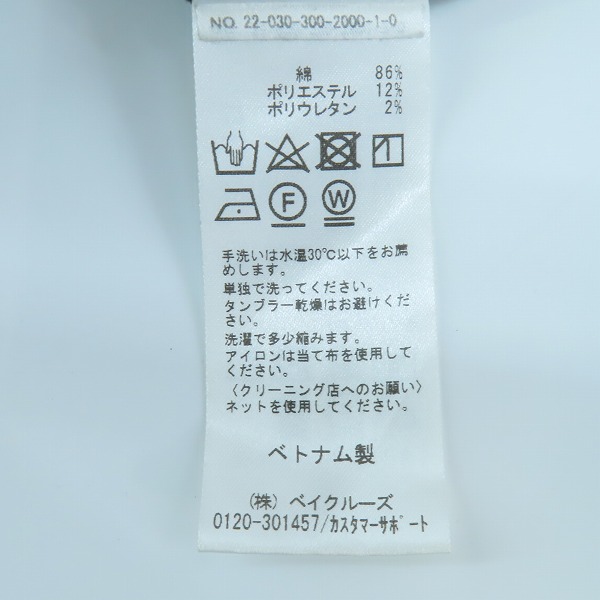 NO. 22-030-300-2000-1-0
綿 86%
ポリエステル 12%
ポリウレタン 2%
F W
手洗いは水温30℃以下をお薦
めします。
単独で洗ってください。
タンブラー乾燥はお避けくだ
さい。
洗濯で多少縮みます。
アイロンは当て布を使用して
ください。
〈クリーニング店へのお願い〉
ネットを使用してください。
ベトナム製
(株) ベイクルーズ
0120-301457/カスタマーサポート